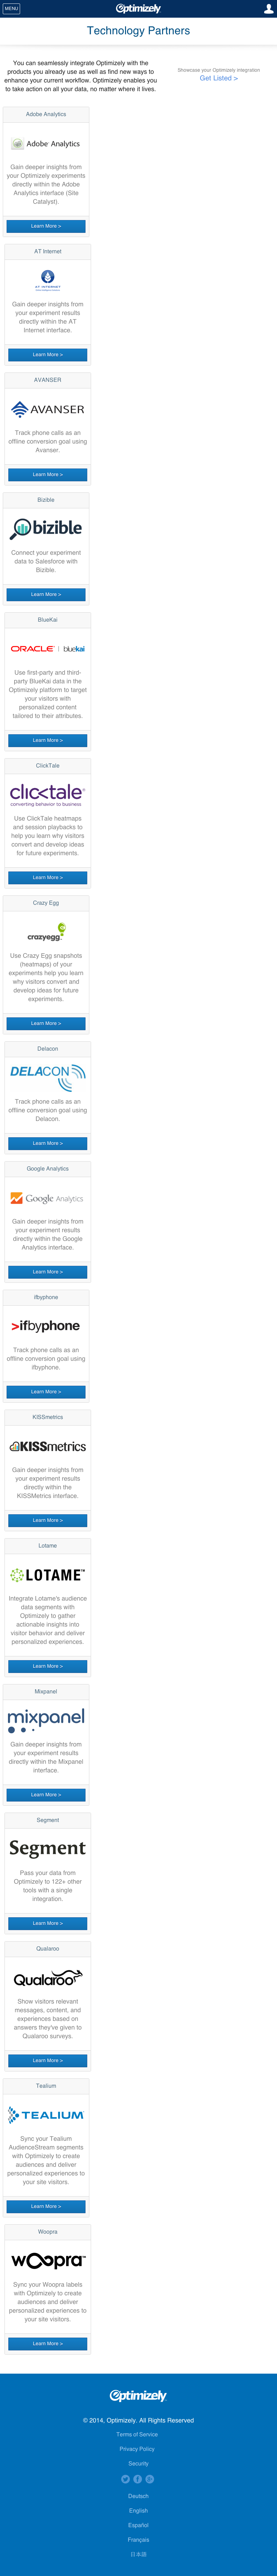 MENU
Optimizely
Technology Partners
You can seamlessly integrate Optimizely with the
products you already use as well as find new ways to
enhance your current workflow. Optimizely enables you
to take action on all your data, no matter where it lives.
Showcase your Optimizely integration
Get Listed >
Adobe Analytics
Adobe Analytics
Gain deeper insights from
your Optimizely experiments
directly within the Adobe
Analytics interface (Site
Catalyst).
Learn More >
AT Internet
AT INTERNET
Gain deeper insights from
your experiment results
directly within the AT
Internet interface.
Learn More >
AVANSER
AVANSER
Track phone calls as an
offline conversion goal using
Avanser.
Learn More >
Bizible
bizible
Connect your experiment
data to Salesforce with
Bizible.
Learn More >
BlueKai
ORACLE | bluekai
Use first-party and third-
party BlueKai data in the
Optimizely platform to target
your visitors with
personalized content
tailored to their attributes.
Learn More >
ClickTale
clicktale
converting behavior to business
Use ClickTale heatmaps
and session playbacks to
help you learn why visitors
convert and develop ideas
for future experiments.
Learn More >
Crazy Egg
crazyegg
Use Crazy Egg snapshots
(heatmaps) of your
experiments help you learn
why visitors convert and
develop ideas for future
experiments.
Learn More >
Delacon
DELACON
Track phone calls as an
offline conversion goal using
Delacon.
Learn More >
Google Analytics
Google Analytics
Gain deeper insights from
your experiment results
directly within the Google
Analytics interface.
Learn More >
ifbyphone
>ifbyphone
Track phone calls as an
offline conversion goal using
ifbyphone.
Learn More >
KISSmetrics
KISSmetrics
Gain deeper insights from
your experiment results
directly within the
KISSMetrics interface.
Learn More >
Lotame
LOTAME
Integrate Lotame's audience
data segments with
Optimizely to gather
actionable insights into
visitor behavior and deliver
personalized experiences.
Learn More >
Mixpanel
mixpanel
Gain deeper insights from
your experiment results
directly within the Mixpanel
interface.
Learn More >
Segment
Segment
Pass your data from
Optimizely to 122+ other
tools with a single
integration.
Learn More >
Qualaroo
Qualaroo
Show visitors relevant
messages, content, and
experiences based on
answers they've given to
Qualaroo surveys.
Learn More >
Tealium
TEALIUM
Sync your Tealium
AudienceStream segments
with Optimizely to create
audiences and deliver
personalized experiences to
your site visitors.
Learn More >
Woopra
woopra
Sync your Woopra labels
with Optimizely to create
audiences and deliver
personalized experiences to
your site visitors.
Learn More >
Optimizely
© 2014, Optimizely. All Rights Reserved
Terms of Service
Privacy Policy
Security
Deutsch
English
Español
Français
日本語